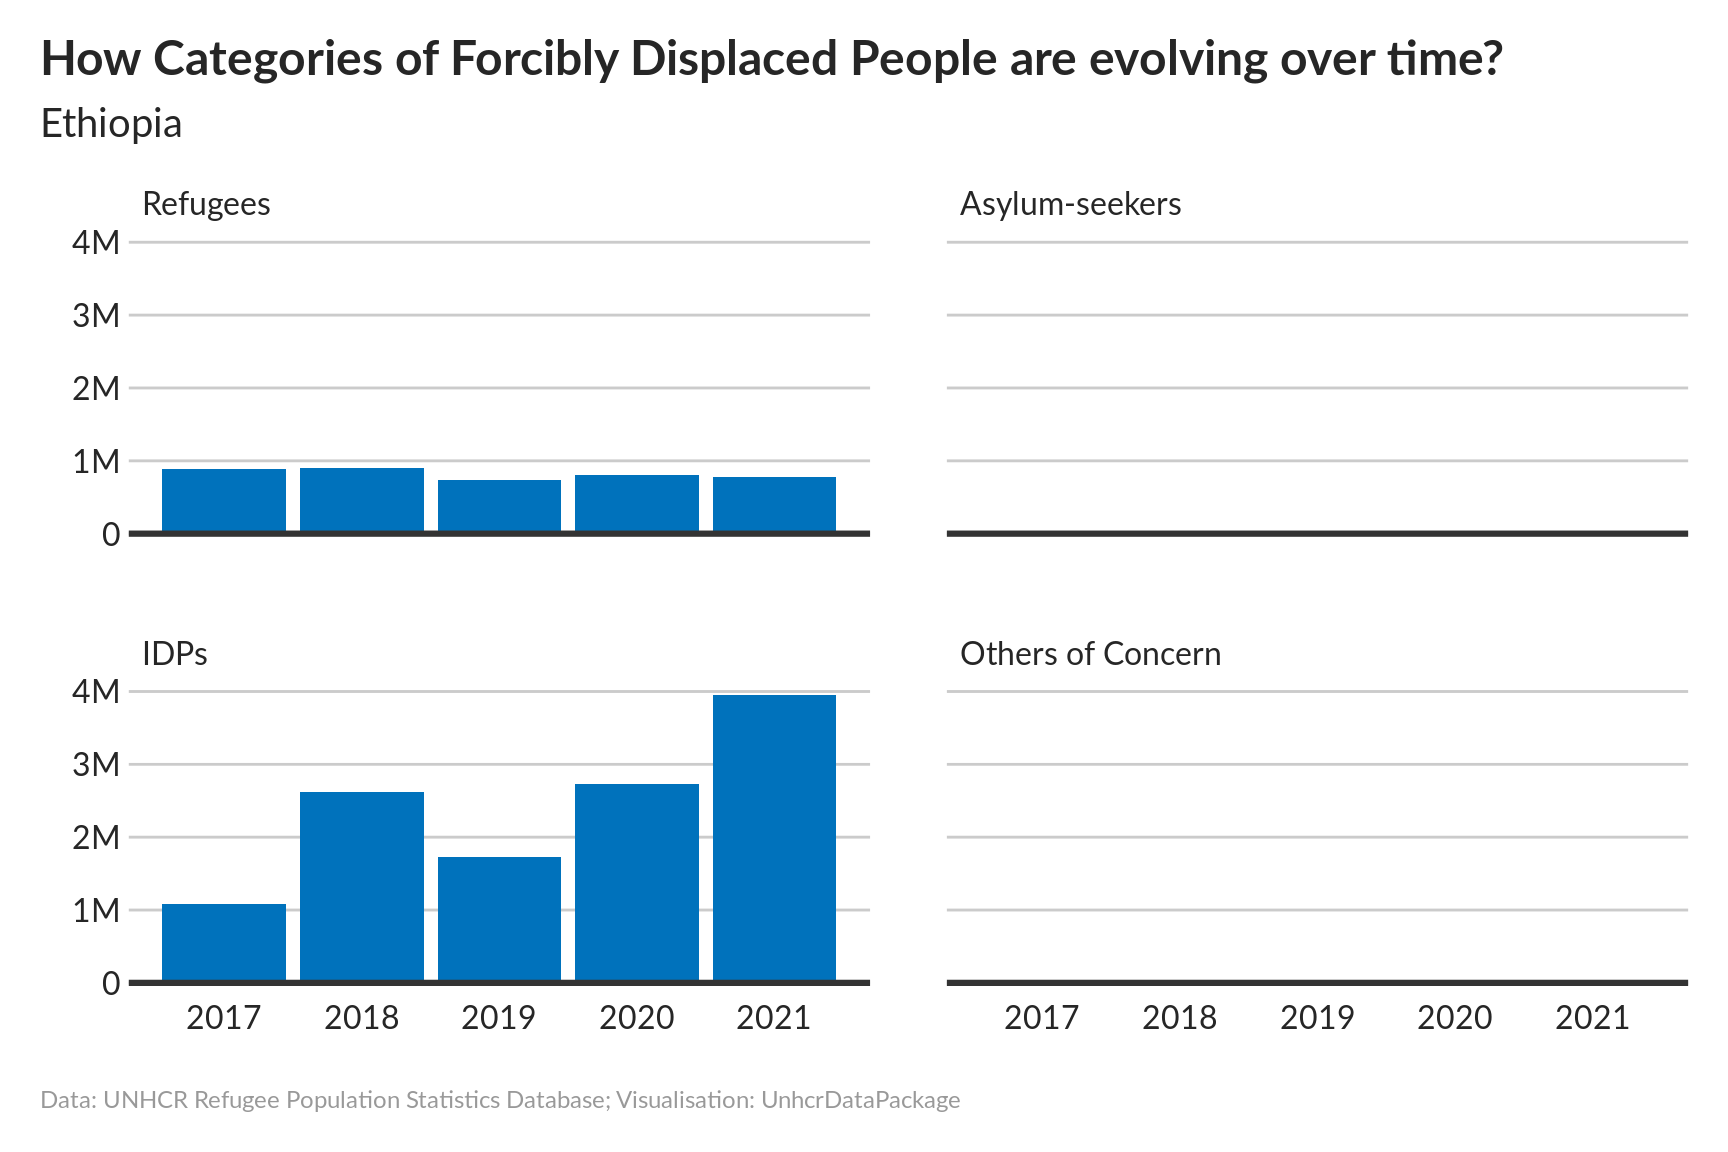 How Categories of Forcibly Displaced People are evolving over time?
Ethiopia
Refugees
4M
3M
2M
1M
0
Asylum-seekers
IDPs
4M
3M
2M
1M
0
2017 2018 2019 2020 2021
Others of Concern
2017 2018 2019 2020 2021
Data: UNHCR Refugee Population Statistics Database; Visualisation: UnhcrDataPackage